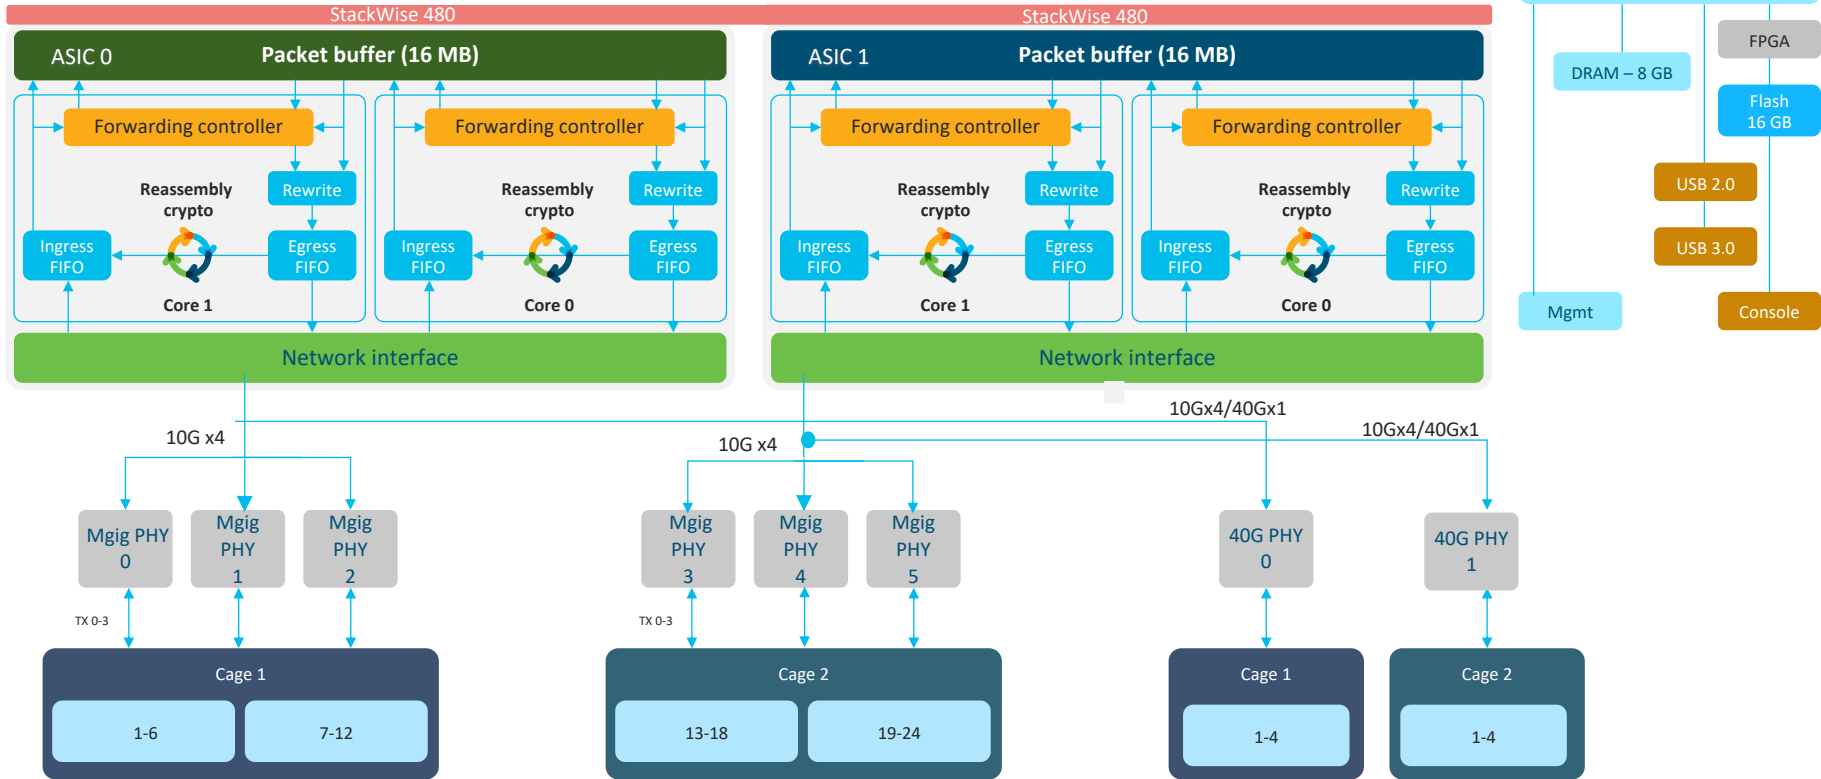 StackWise 480
StackWise 480
ASIC 0
Packet buffer (16 MB)
ASIC 1
Packet buffer (16 MB)
Forwarding controller
Forwarding controller
Forwarding controller
Forwarding controller
Reassembly
crypto
Rewrite
Ingress
FIFO
Egress
FIFO
Core 1
Reassembly
crypto
Rewrite
Ingress
FIFO
Egress
FIFO
Core 0
Reassembly
crypto
Rewrite
Ingress
FIFO
Egress
FIFO
Core 1
Reassembly
crypto
Rewrite
Ingress
FIFO
Egress
FIFO
Core 0
Network interface
Network interface
FPGA
DRAM – 8 GB
Flash
16 GB
USB 2.0
USB 3.0
Mgmt
Console
10G x4
10G x4
10Gx4/40Gx1
10Gx4/40Gx1
Mgig PHY
0
Mgig
PHY
1
Mgig
PHY
2
Mgig
PHY
3
Mgig
PHY
4
Mgig
PHY
5
40G PHY
0
40G PHY
1
TX 0-3
TX 0-3
Cage 1
1-6
7-12
Cage 2
13-18
19-24
Cage 1
1-4
Cage 2
1-4